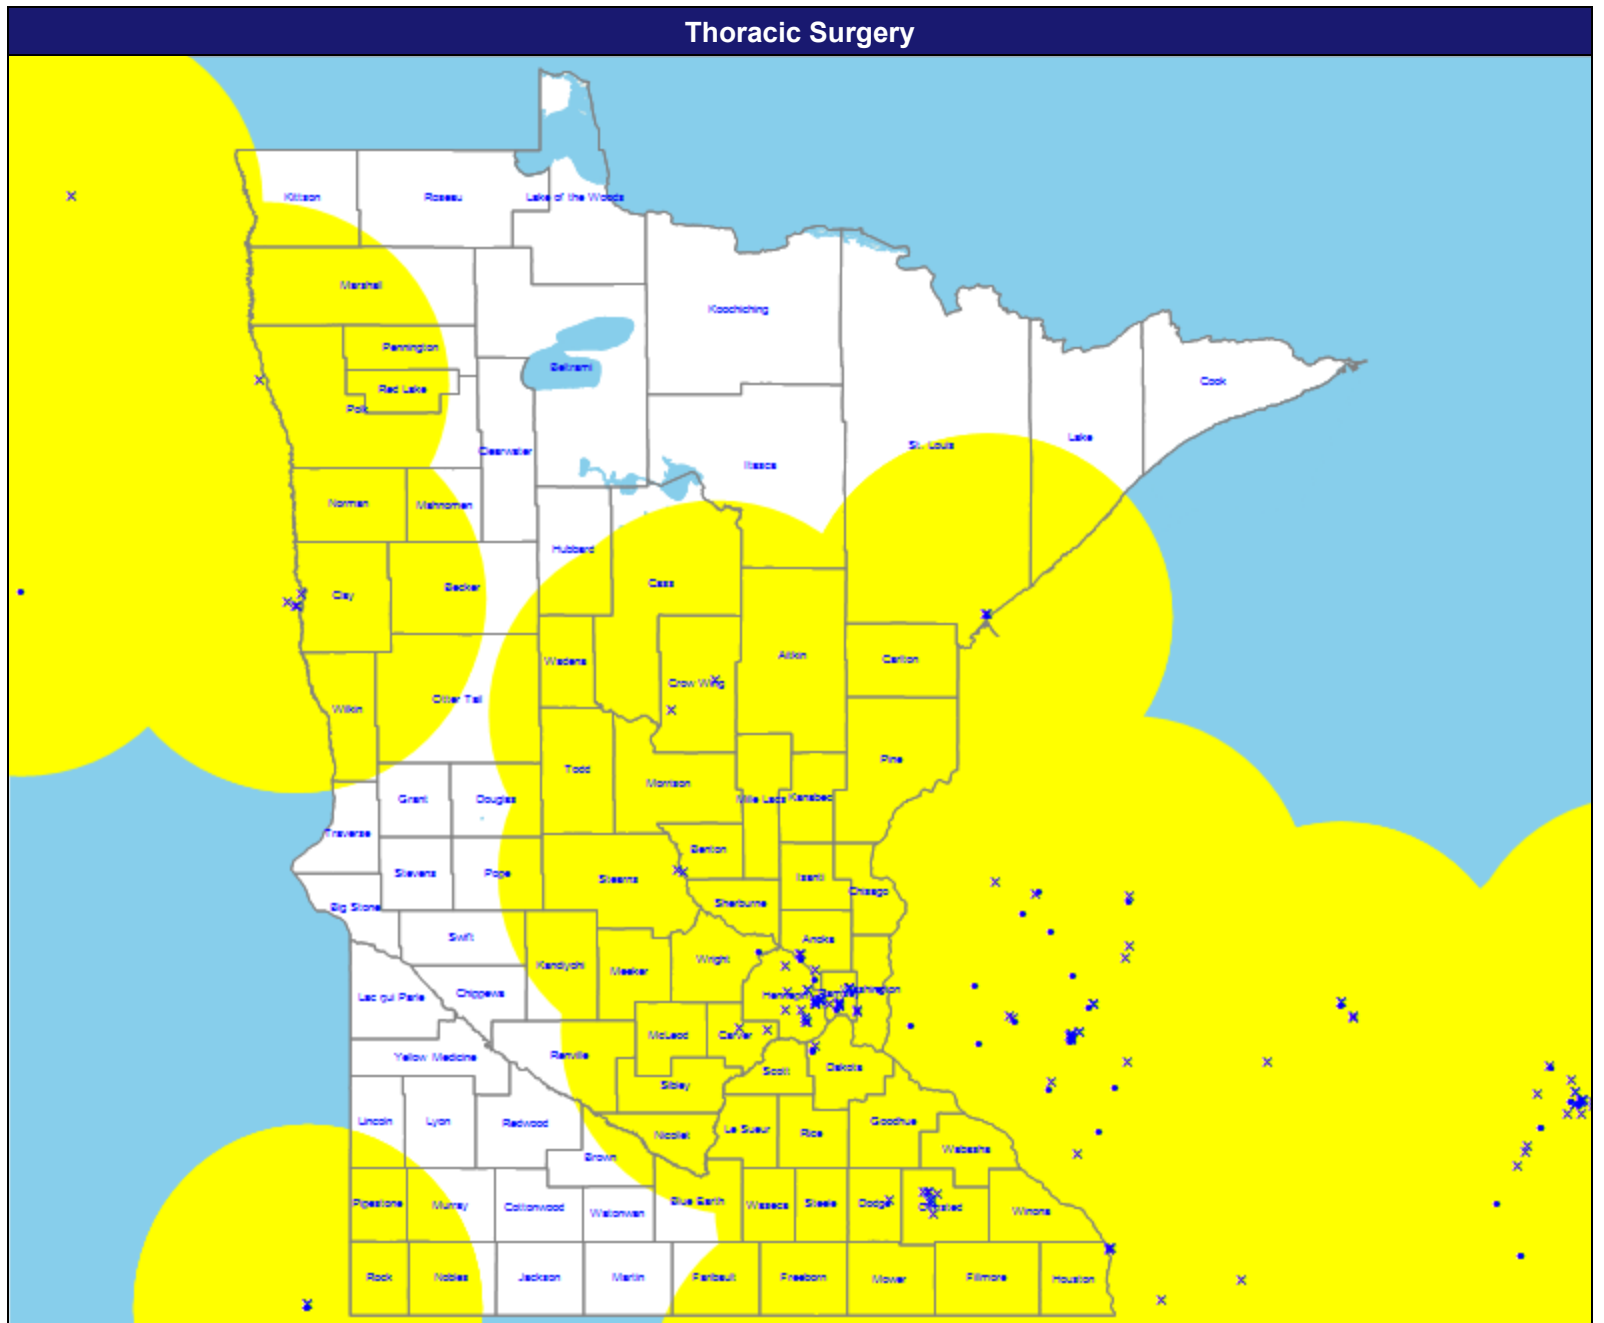 Thoracic Surgery
Kittson
Roseau
Lake of the Woods
Marshall
Koochiching
Pennington
Beltrami
Red Lake
Cook
Polk
Lake
St. Louis
Clearwater
Itasca
Norman
Mahnomen
Hubbard
Cass
Becker
Clay
Aitkin
Carlton
Wadena
Crow Wing
Otter Tail
Wilkin
Pine
Todd
Morrison
Grant
Douglas
Mille Lacs
Kanabec
Traverse
Benton
Stevens
Pope
Stearns
Isanti
Chisago
Sherburne
Big Stone
Swift
Anoka
Wright
Kandiyohi
Meeker
Chippewa
Lac qui Parle
Hennepin
Ramsey
Washington
McLeod
Carver
Renville
Yellow Medicine
Scott
Dakota
Sibley
Lincoln
Lyon
Redwood
Goodhue
Le Sueur
Rice
Nicollet
Wabasha
Brown
Pipestone
Murray
Cottonwood
Watonwan
Blue Earth
Waseca
Steele
Dodge
Olmsted
Winona
Rock
Nobles
Jackson
Martin
Faribault
Freeborn
Mower
Fillmore
Houston